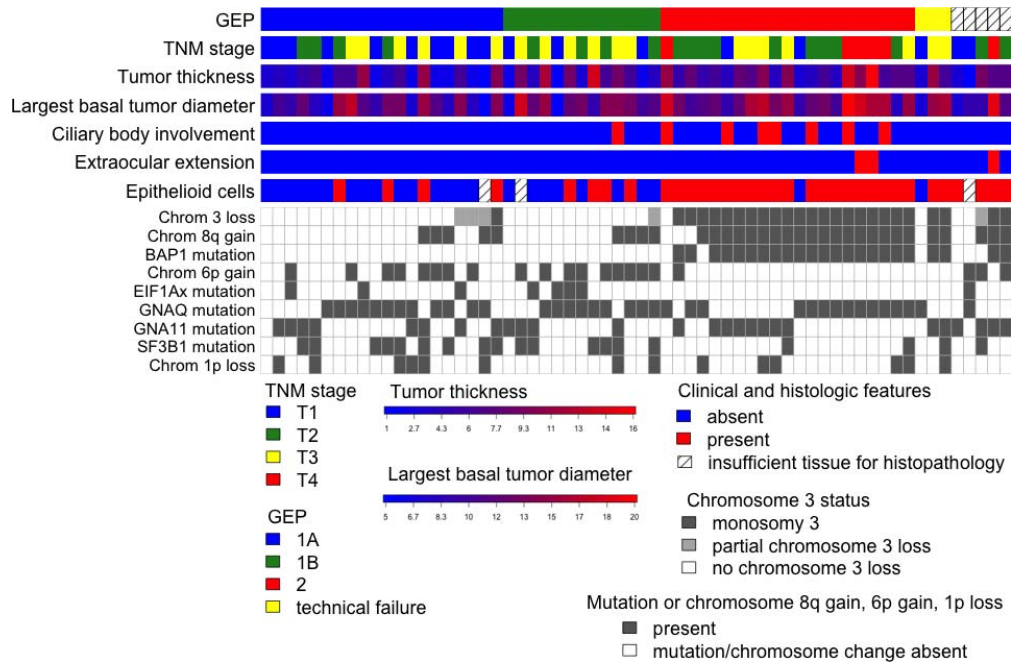 GEP
TNM stage
Tumor thickness
Largest basal tumor diameter
Ciliary body involvement
Extraocular extension
Epithelioid cells
Chrom 3 loss
Chrom 8q gain
BAP1 mutation
Chrom 6p gain
EIF1Ax mutation
GNAQ mutation
GNA11 mutation
SF3B1 mutation
Chrom 1p loss
TNM stage
T1
T2
T3
T4
GEP
1A
1B
2
technical failure
Tumor thickness
1 2.7 4.3 6 7.7 9.3 11 13 14 16
Largest basal tumor diameter
5 6.7 8.3 10 12 13 15 17 18 20
Clinical and histologic features
absent
present
insufficient tissue for histopathology
Chromosome 3 status
monosomy 3
partial chromosome 3 loss
no chromosome 3 loss
Mutation or chromosome 8q gain, 6p gain, 1p loss
present
mutation/chromosome change absent